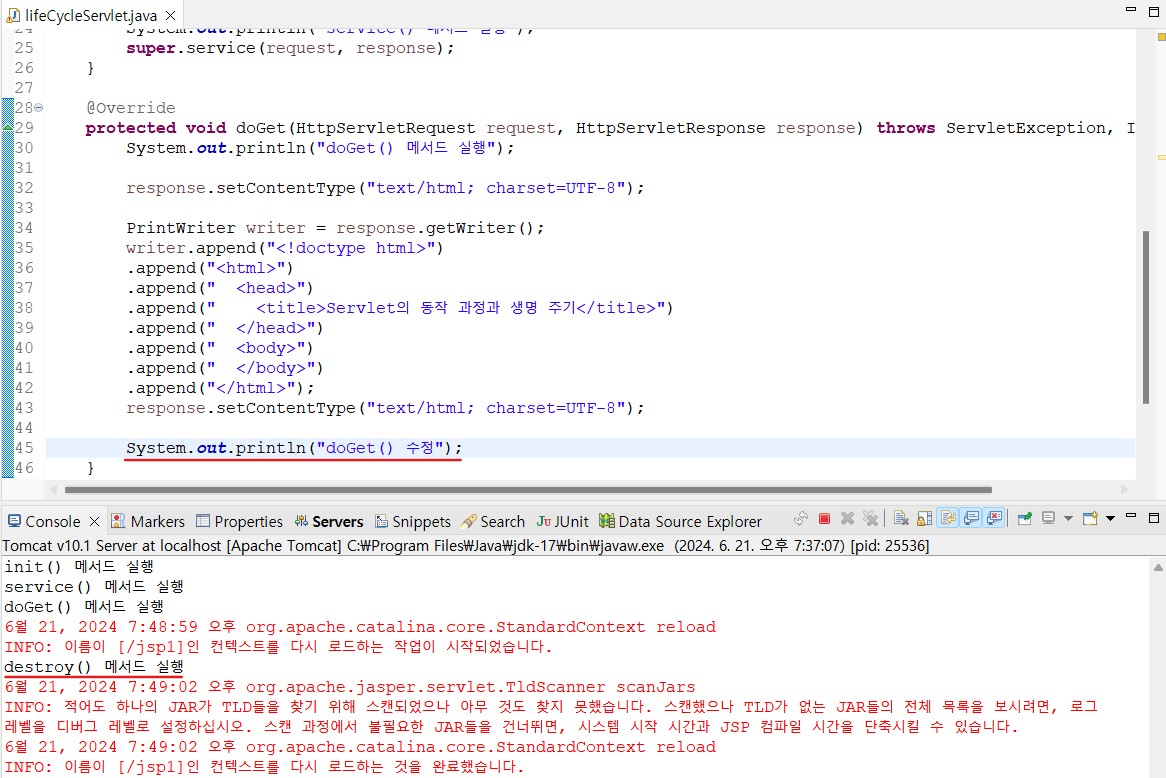 lifeCycleServlet.java
24 System.out.println("service() 메서드 실행");
25 super.service(request, response);
26 }
27
28 @Override
29 protected void doGet(HttpServletRequest request, HttpServletResponse response) throws ServletException, I
30 System.out.println("doGet() 메서드 실행");
31
32 response.setContentType("text/html; charset=UTF-8");
33
34 PrintWriter writer = response.getWriter();
35 writer.append("<!doctype html>")
36 .append("<html>")
37 .append("  <head>")
38 .append("    <title>Servlet의 동작 과정과 생명 주기</title>")
39 .append("  </head>")
40 .append("  <body>")
41 .append("  </body>")
42 .append("</html>");
43 response.setContentType("text/html; charset=UTF-8");
44
45 System.out.println("doGet() 수정");
46 }
Console Markers Properties Servers Snippets Search JUnit Data Source Explorer
Tomcat v10.1 Server at localhost [Apache Tomcat] C:₩Program Files₩Java₩jdk-17₩bin₩javaw.exe (2024. 6. 21. 오후 7:37:07) [pid: 25536]
init() 메서드 실행
service() 메서드 실행
doGet() 메서드 실행
6월 21, 2024 7:48:59 오후 org.apache.catalina.core.StandardContext reload
INFO: 이름이 [/jsp1]인 컨텍스트를 다시 로드하는 작업이 시작되었습니다.
destroy() 메서드 실행
6월 21, 2024 7:49:02 오후 org.apache.jasper.servlet.TldScanner scanJars
INFO: 적어도 하나의 JAR가 TLD들을 찾기 위해 스캔되었으나 아무 것도 찾지 못했습니다. 스캔했으나 TLD가 없는 JAR들의 전체 목록을 보시려면, 로그
레벨을 디버그 레벨로 설정하십시오. 스캔 과정에서 불필요한 JAR들을 건너뛰면, 시스템 시작 시간과 JSP 컴파일 시간을 단축시킬 수 있습니다.
6월 21, 2024 7:49:02 오후 org.apache.catalina.core.StandardContext reload
INFO: 이름이 [/jsp1]인 컨텍스트를 다시 로드하는 것을 완료했습니다.